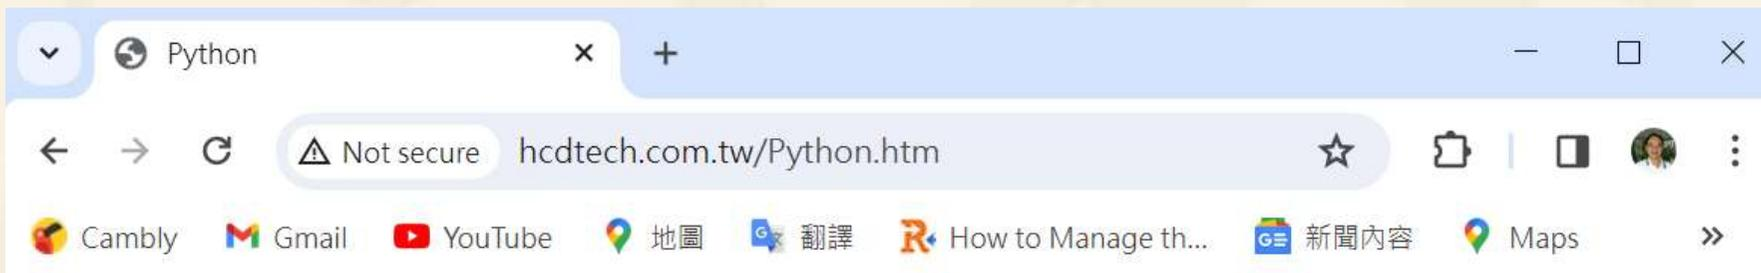 Python
Not secure hcdtech.com.tw/Python.htm
Cambly Gmail YouTube 地圖 翻譯 How to Manage th... 新聞內容 Maps